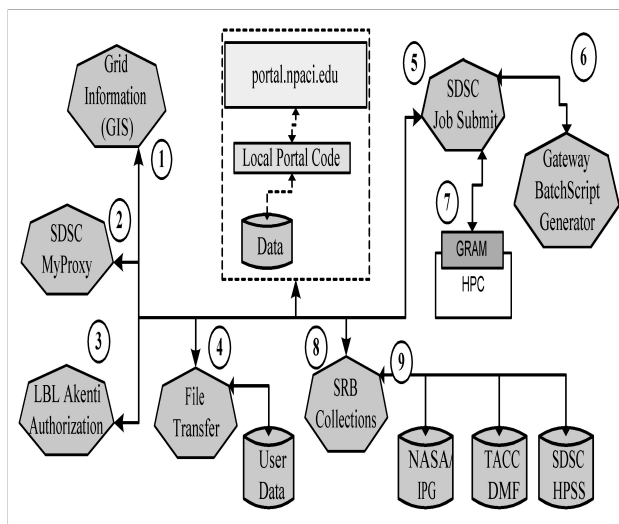 Grid
Information
(GIS)
1
2
SDSC
MyProxy
3
LBL Akenti
Authorization
portal.npaci.edu
Local Portal Code
Data
4
File
Transfer
User
Data
5
SDSC
Job Submit
6
Gateway
BatchScript
Generator
7
GRAM
HPC
8
SRB
Collections
9
NASA/
IPG
TACC
DMF
SDSC
HPSS